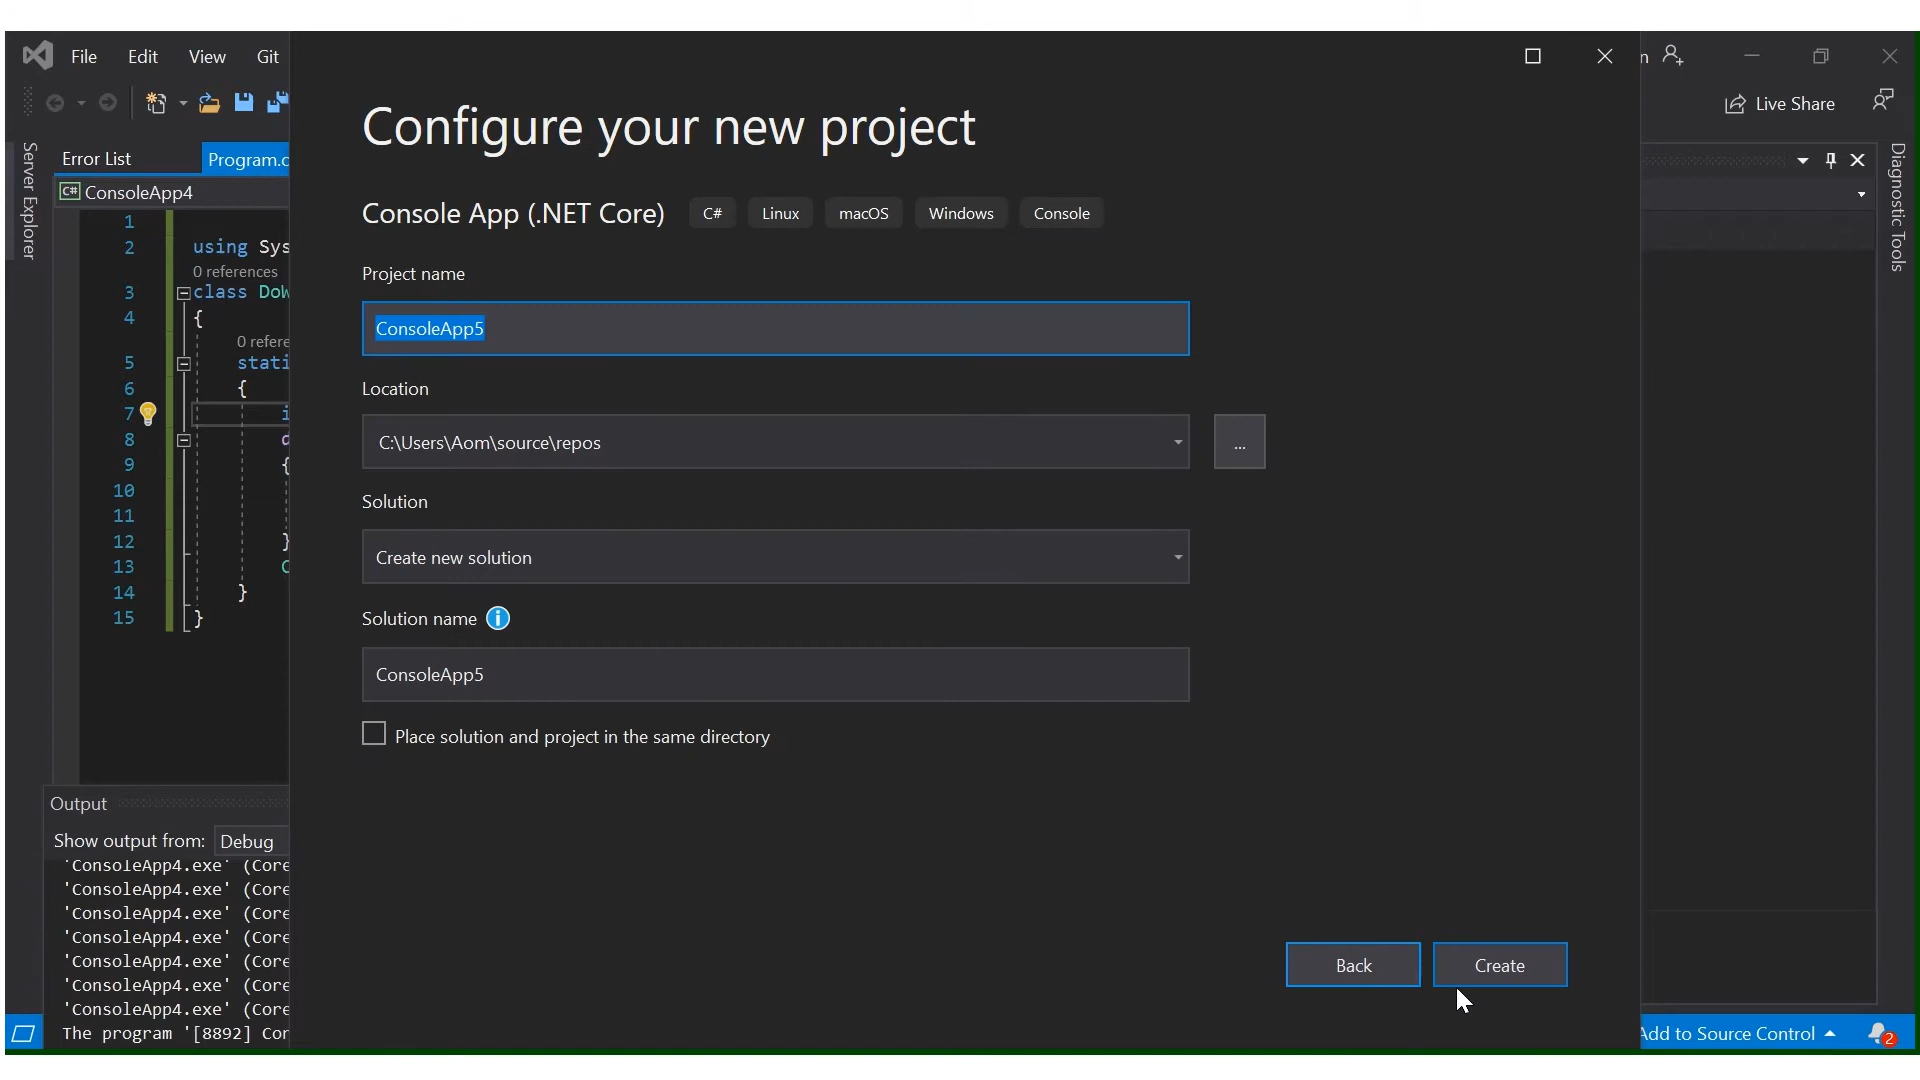 File Edit View Git
n
Live Share
Server Explorer
Error List
Program.c
C# ConsoleApp4
1
2 using Sys
0 references
3 class DoW
4 {
0 refere
5 stati
6 {
7 i
8 d
9 {
10
11
12 }
13 C
14 }
15 }
Output
Show output from: Debug
'ConsoleApp4.exe' (Core
'ConsoleApp4.exe' (Core
'ConsoleApp4.exe' (Core
'ConsoleApp4.exe' (Core
'ConsoleApp4.exe' (Core
'ConsoleApp4.exe' (Core
'ConsoleApp4.exe' (Core
The program '[8892] Con
Configure your new project
Console App (.NET Core) C# Linux macOS Windows Console
Project name
ConsoleApp5
Location
C:\Users\Aom\source\repos
...
Solution
Create new solution
Solution name
ConsoleApp5
Place solution and project in the same directory
Back
Create
Diagnostic Tools
Add to Source Control
2